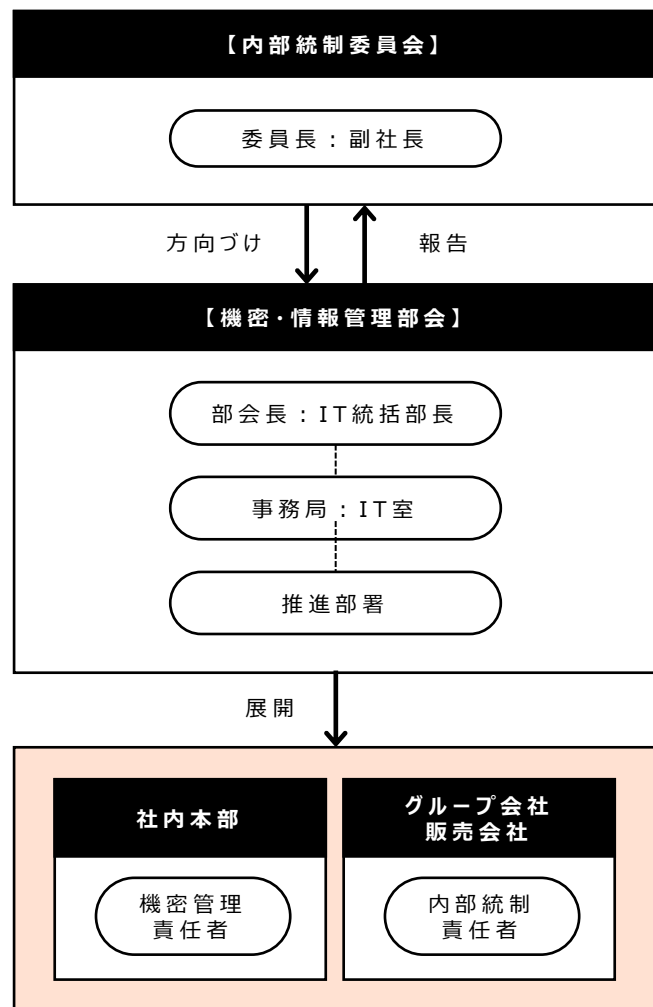 【内部統制委員会】
委員長：副社長
方向づけ
報告
【機密・情報管理部会】
部会長：IT統括部長
事務局：IT室
推進部署
展開
社内本部
機密管理
責任者
グループ会社
販売会社
内部統制
責任者